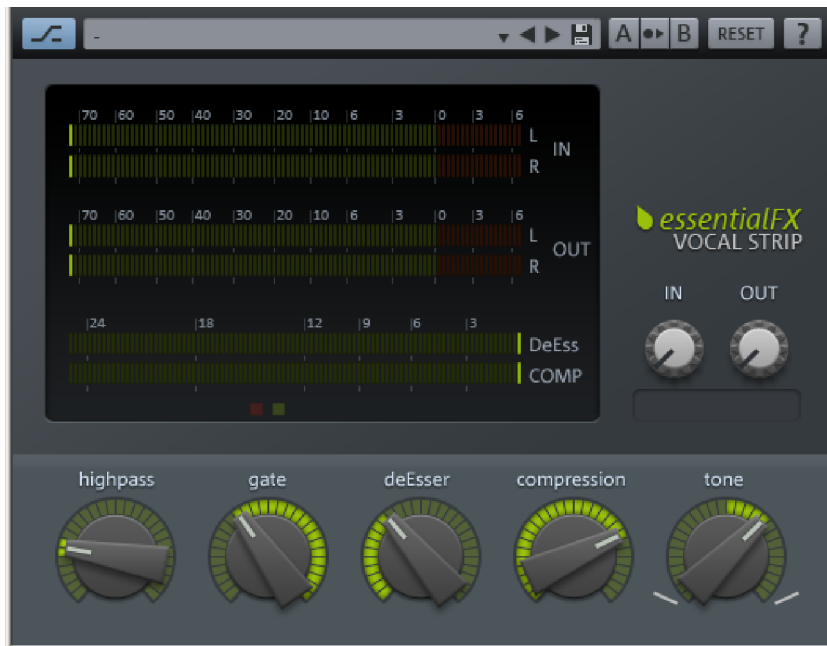 -
A B RESET ?
70 60 50 40 30 20 10 6 3 0 3 6
L
IN
R
70 60 50 40 30 20 10 6 3 0 3 6
L
OUT
R
24 18 12 9 6 3
DeEss
COMP
essentialFX
VOCAL STRIP
IN OUT
highpass gate deEsser compression tone